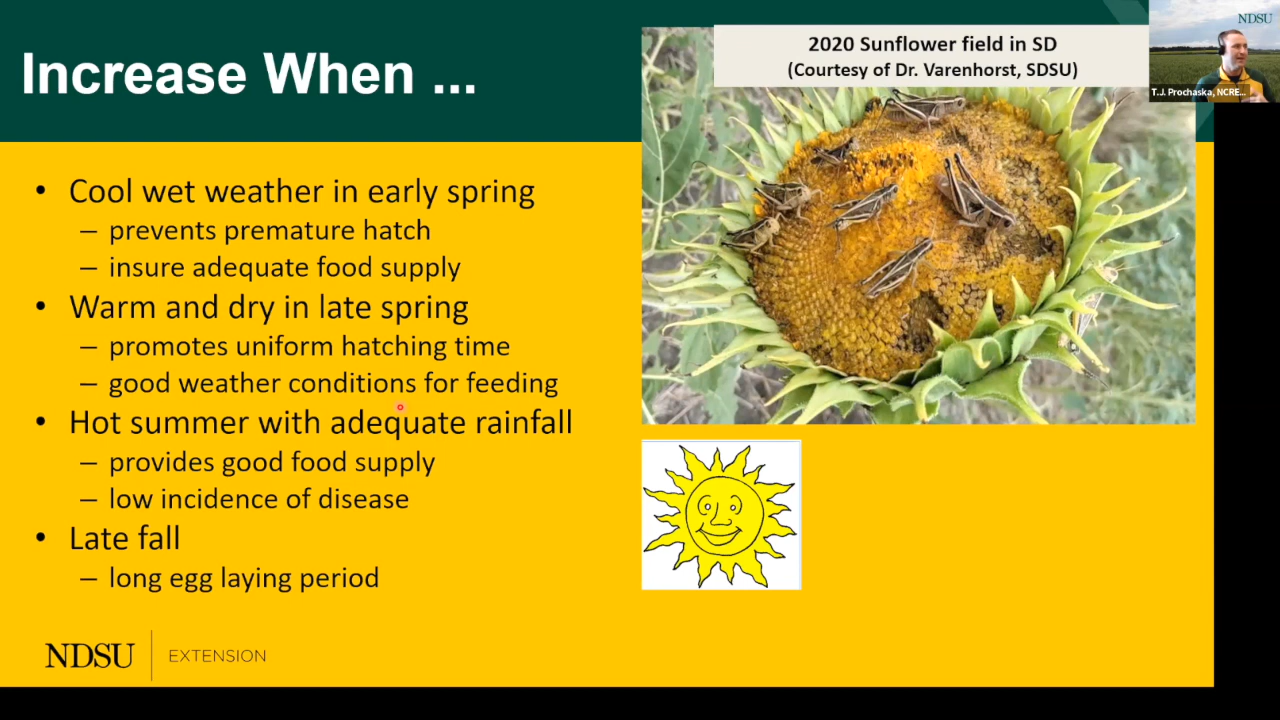 Increase When ...
2020 Sunflower field in SD
(Courtesy of Dr. Varenhorst, SDSU)
NDSU
T.J. Prochaska, NCRE...
• Cool wet weather in early spring
– prevents premature hatch
– insure adequate food supply
• Warm and dry in late spring
– promotes uniform hatching time
– good weather conditions for feeding
• Hot summer with adequate rainfall
– provides good food supply
– low incidence of disease
• Late fall
– long egg laying period
NDSU EXTENSION